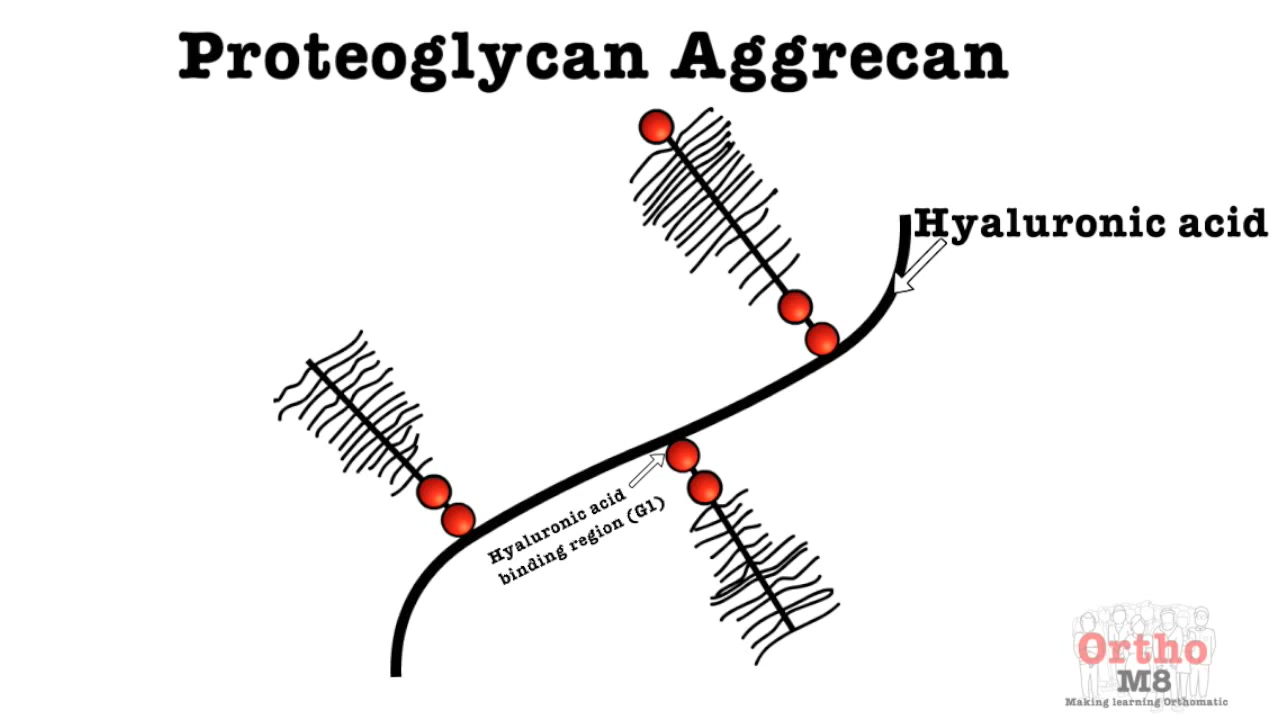 Proteoglycan Aggrecan
Hyaluronic acid
Hyaluronic acid
binding region (G1)
Ortho
M8
Making learning Orthomatic